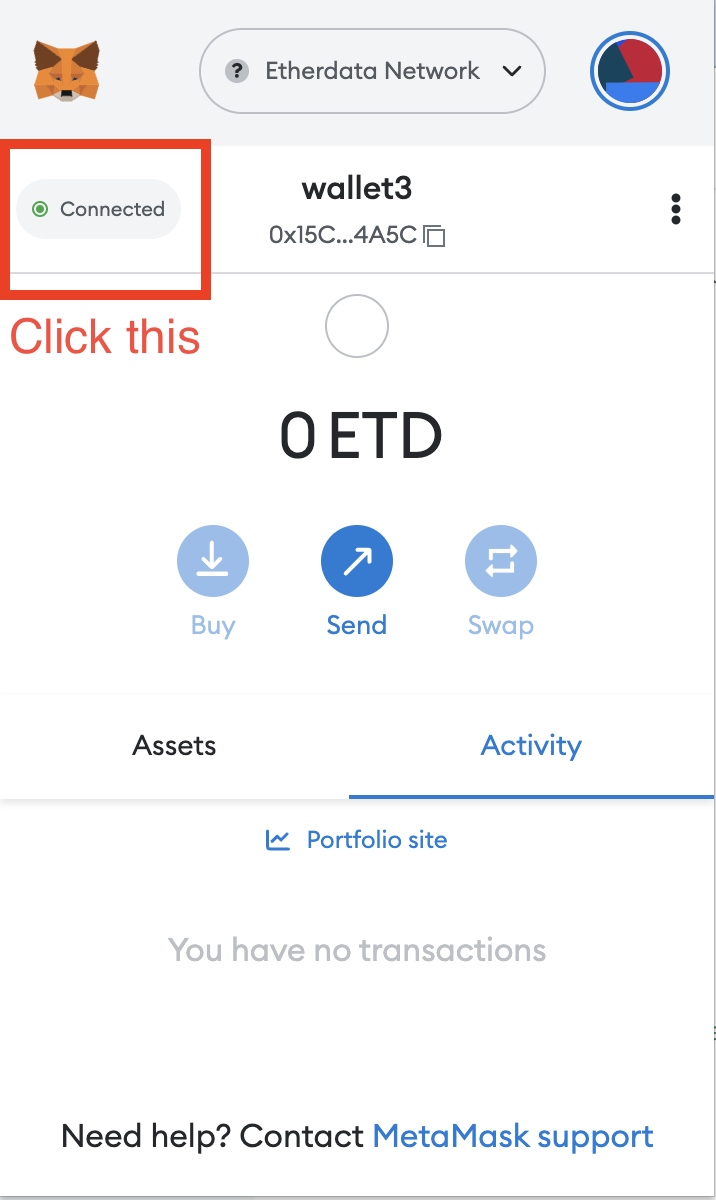 ? Etherdata Network
Connected
wallet3
0x15C...4A5C
Click this
0 ETD
Buy
Send
Swap
Assets
Activity
Portfolio site
You have no transactions
Need help? Contact MetaMask support